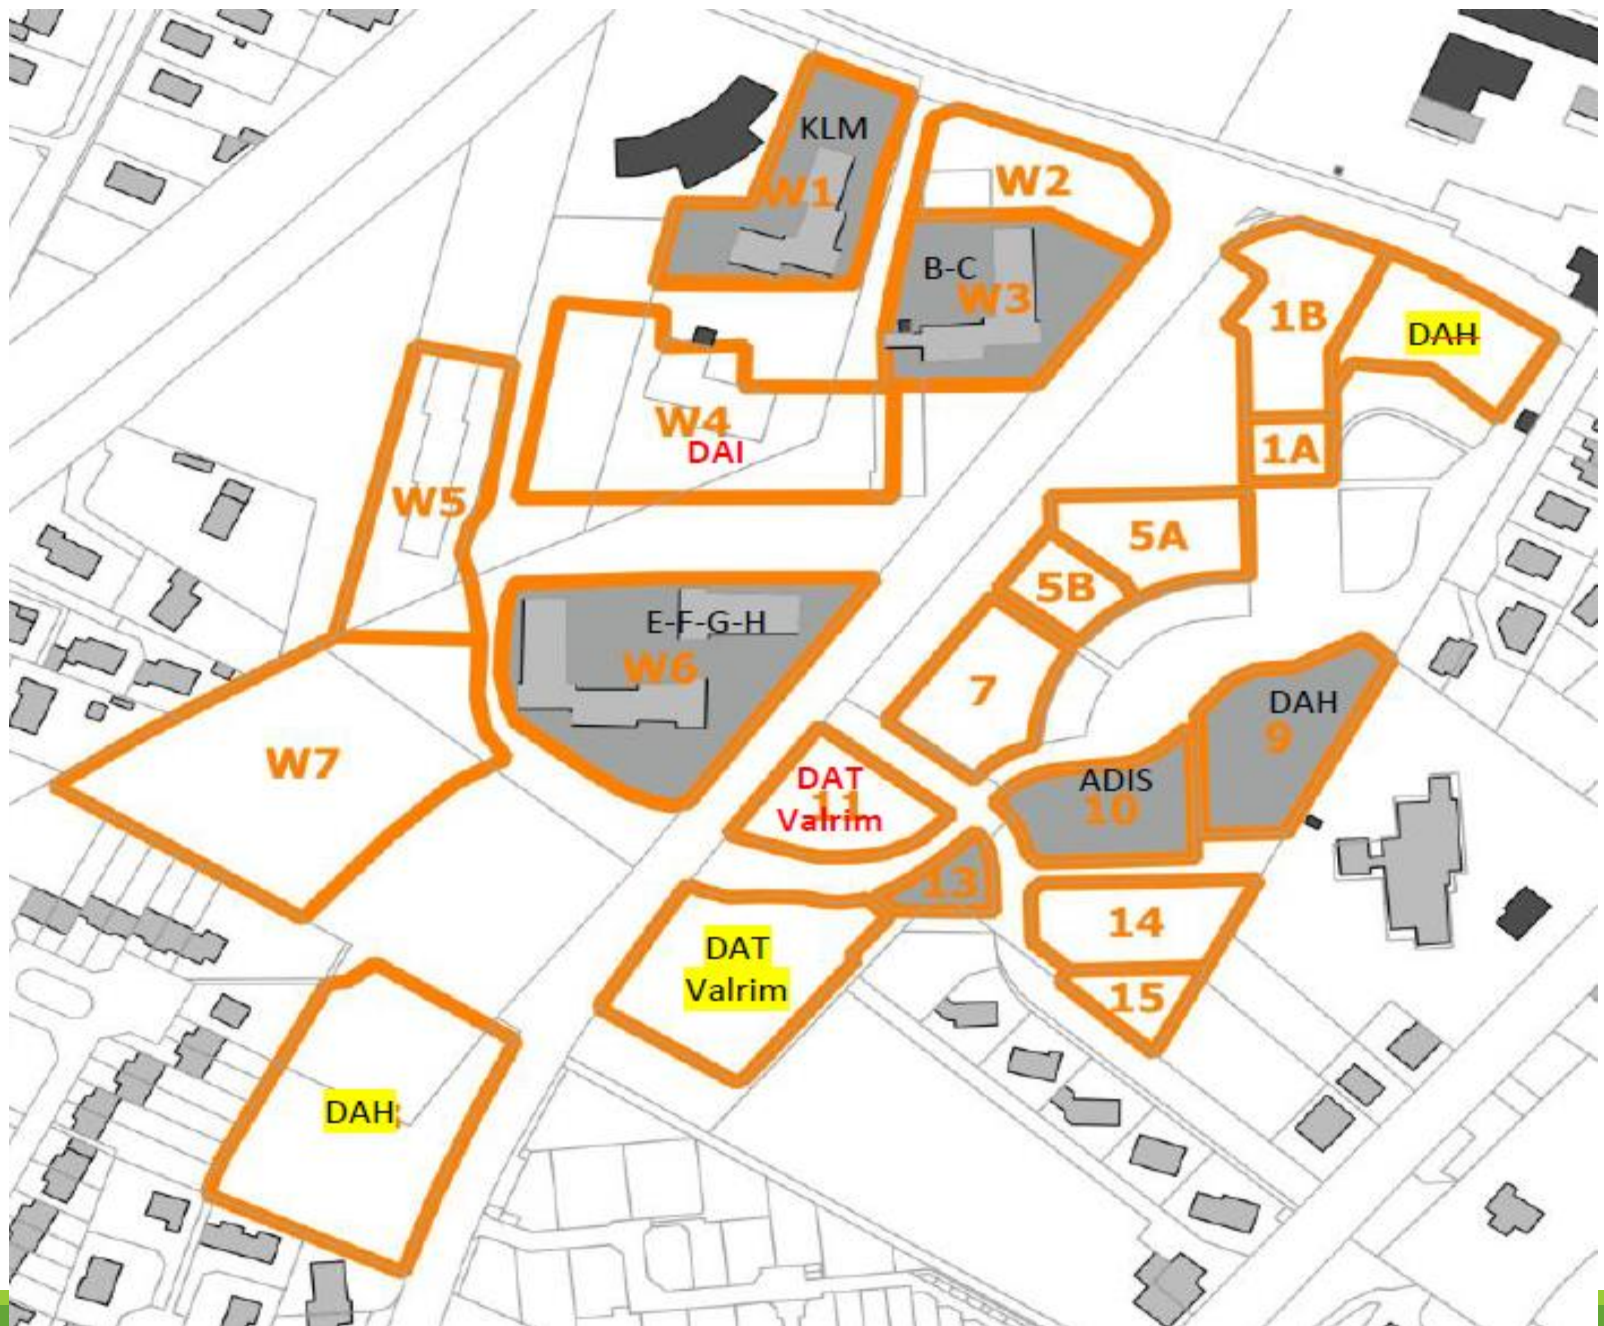 KLM
W1
W2
B-C
W3
1B
DAH
W4
DAI
1A
W5
5A
5B
E-F-G-H
W6
7
DAH
9
W7
DAT
11
Valrim
ADIS
10
13
14
DAT
Valrim
15
DAH